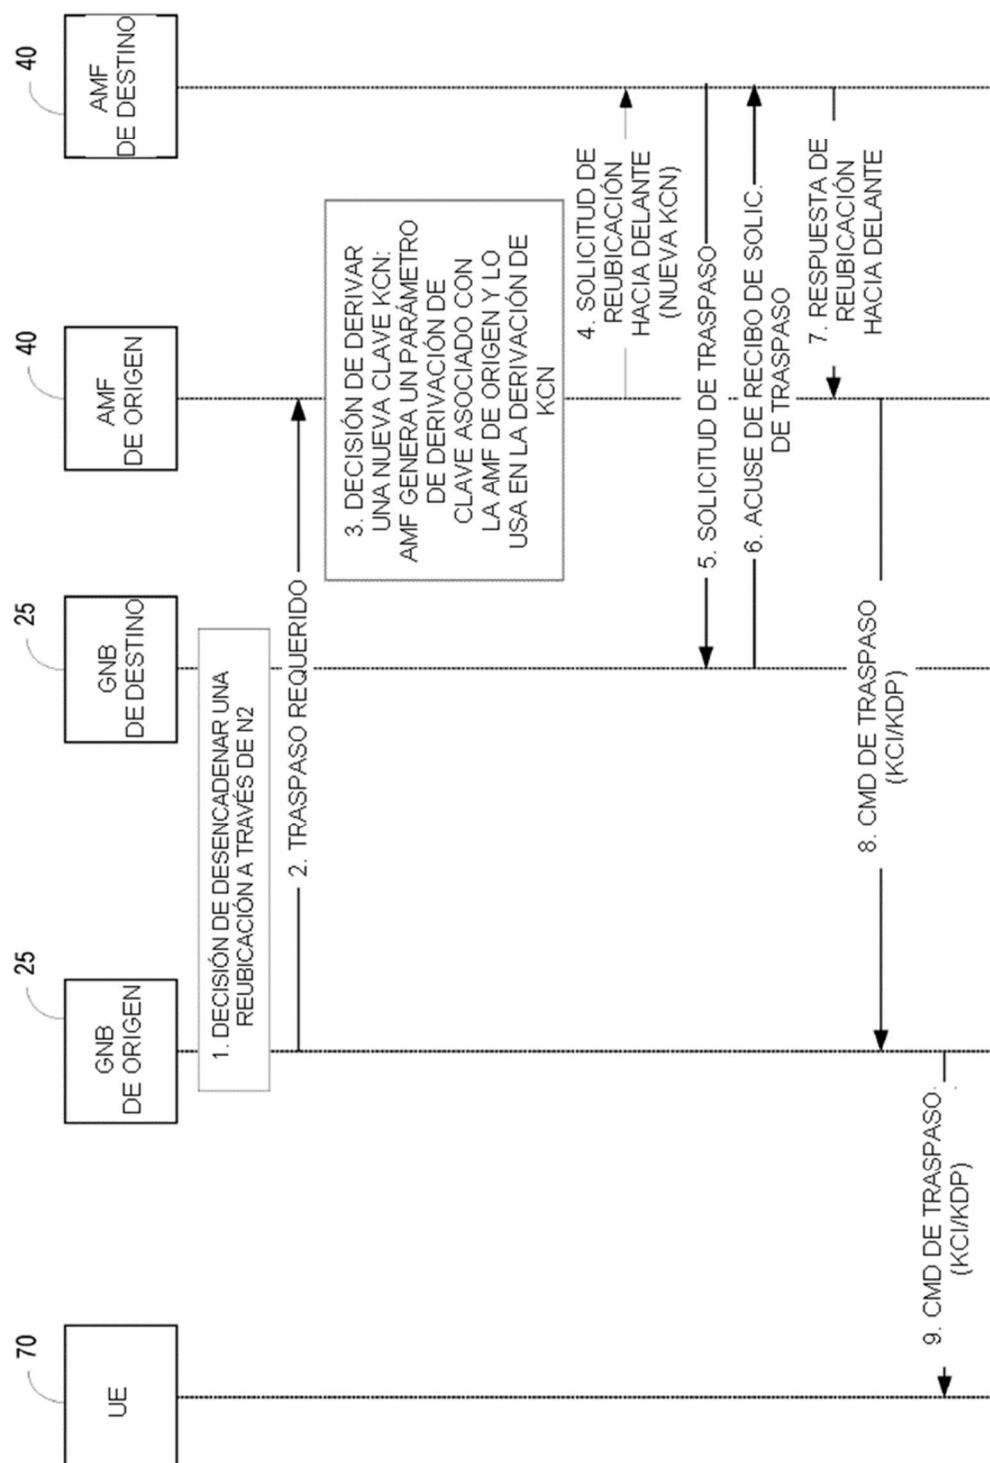 70
UE
25
GNB
DE ORIGEN
25
GNB
DE DESTINO
40
AMF
DE ORIGEN
40
AMF
DE DESTINO
1. DECISIÓN DE DESENCADENAR UNA
REUBICACIÓN A TRAVÉS DE N2
2. TRASPASO REQUERIDO
3. DECISIÓN DE DERIVAR
UNA NUEVA CLAVE KCN:
AMF GENERA UN PARÁMETRO
DE DERIVACIÓN DE
CLAVE ASOCIADO CON
LA AMF DE ORIGEN Y LO
USA EN LA DERIVACIÓN DE
KCN
4. SOLICITUD DE
REUBICACIÓN
HACIA DELANTE
(NUEVA KCN)
5. SOLICITUD DE TRASPASO
6. ACUSE DE RECIBO DE SOLIC.
DE TRASPASO
7. RESPUESTA DE
REUBICACIÓN
HACIA DELANTE
8. CMD DE TRASPASO
(KCI/KDP)
9. CMD DE TRASPASO
(KCI/KDP)